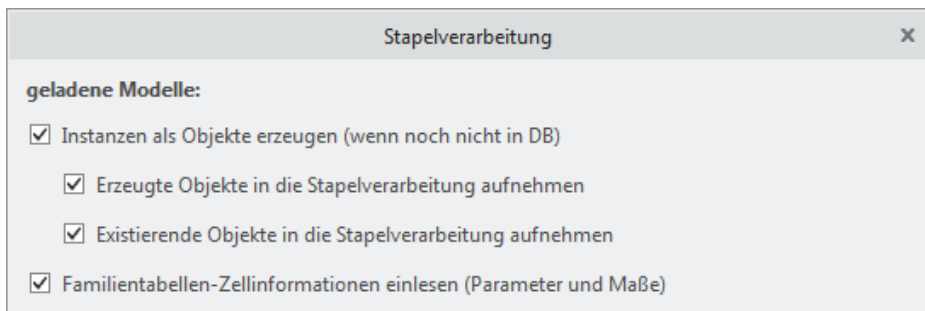 Stapelverarbeitung
geladene Modelle:
Instanzen als Objekte erzeugen (wenn noch nicht in DB)
Erzeugte Objekte in die Stapelverarbeitung aufnehmen
Existierende Objekte in die Stapelverarbeitung aufnehmen
Familientabellen-Zellinformationen einlesen (Parameter und Maße)